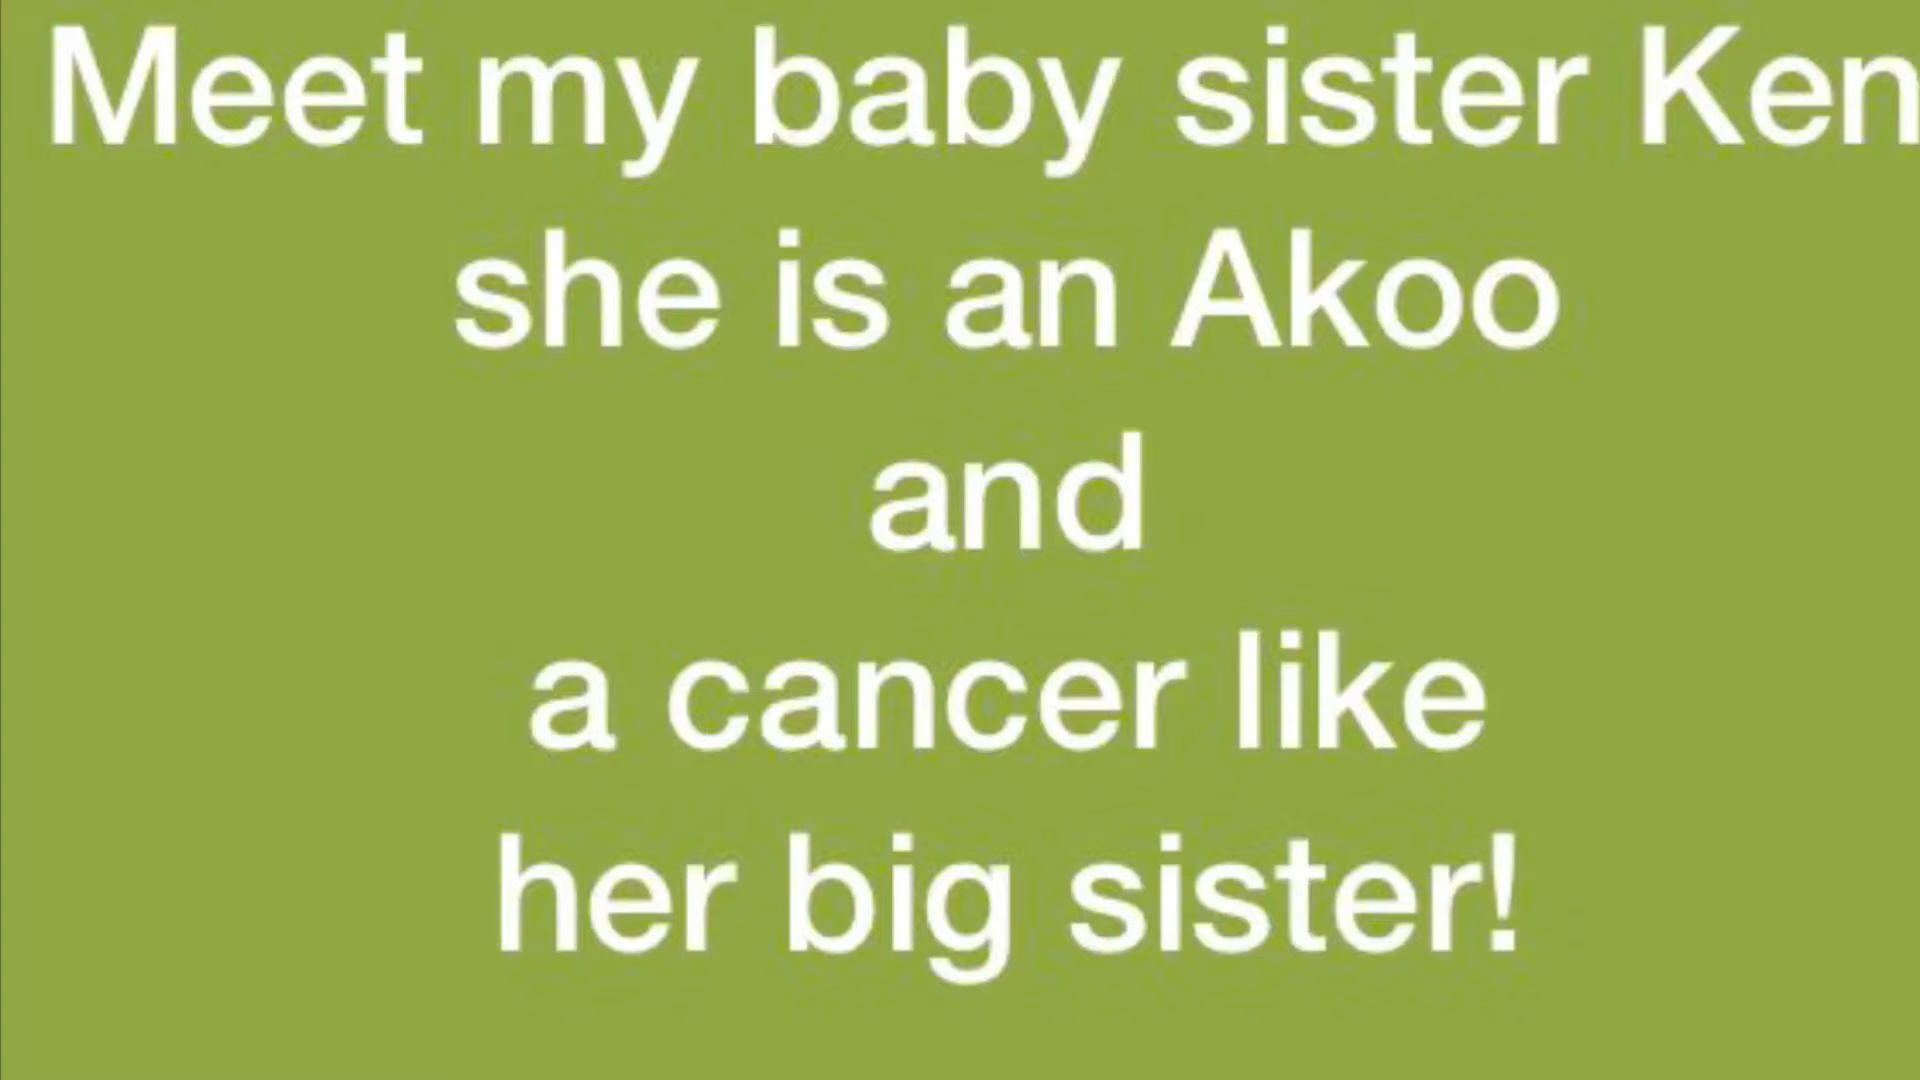 Meet my baby sister Ken
she is an Akoo
and
a cancer like
her big sister!